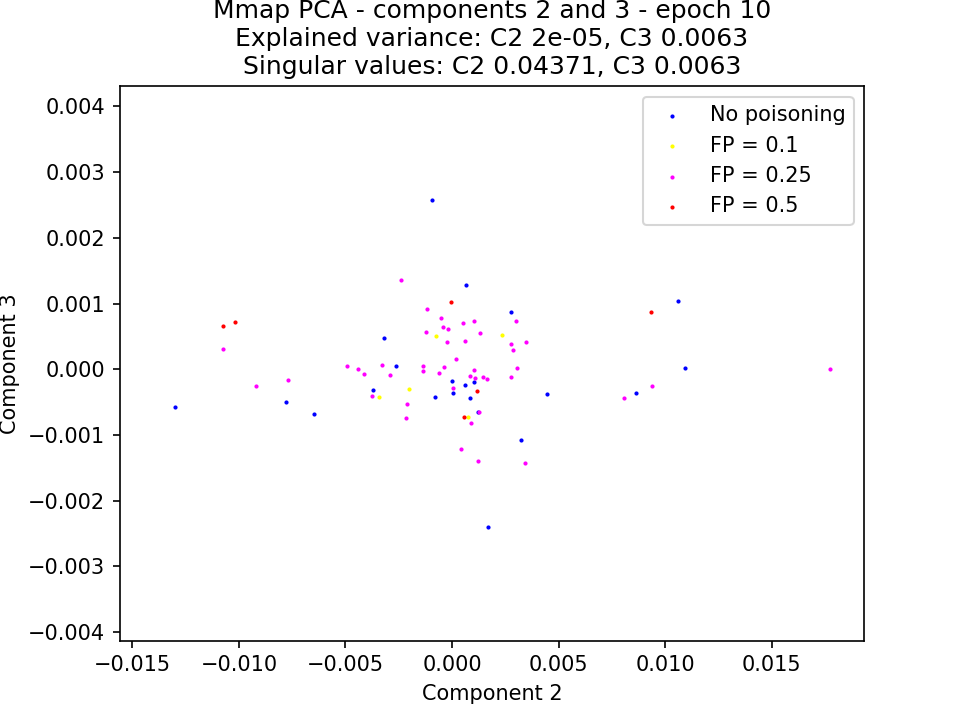 Mmap PCA - components 2 and 3 - epoch 10
Explained variance: C2 2e-05, C3 0.0063
Singular values: C2 0.04371, C3 0.0063
No poisoning
FP = 0.1
FP = 0.25
FP = 0.5
Component 3
0.004
0.003
0.002
0.001
0.000
−0.001
−0.002
−0.003
−0.004
−0.015 −0.010 −0.005 0.000 0.005 0.010 0.015
Component 2